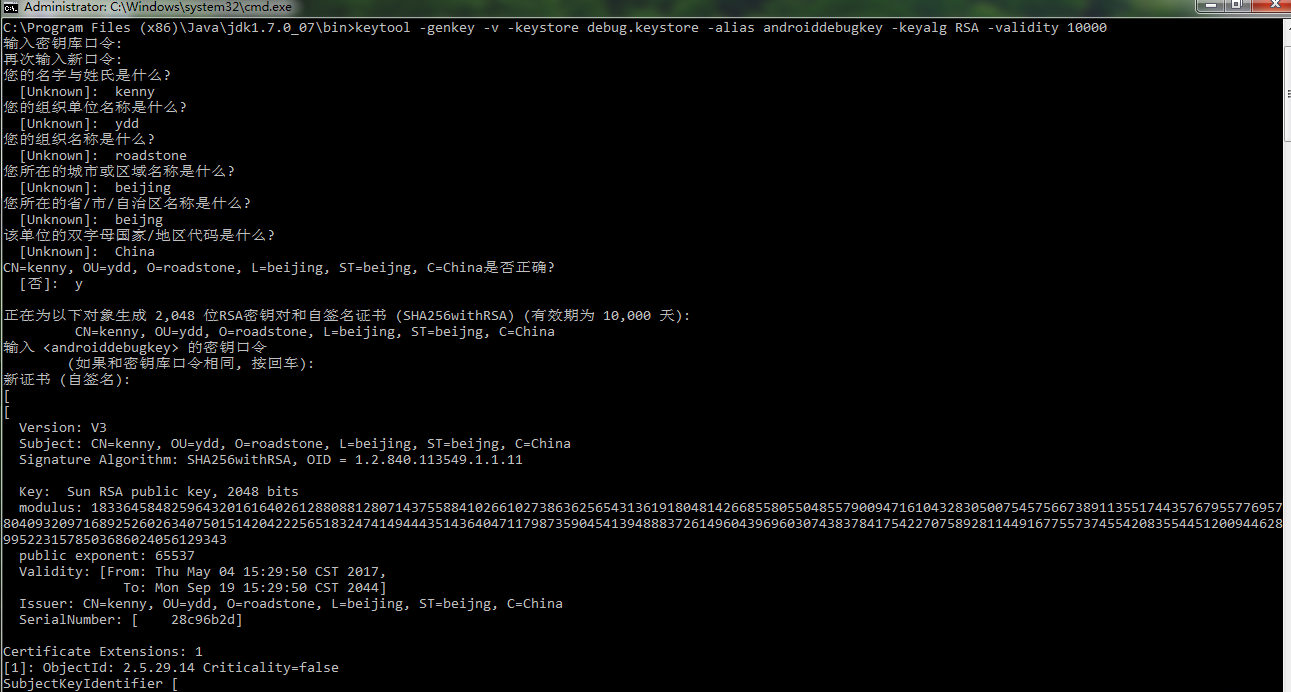 Administrator: C:\Windows\system32\cmd.exe
C:\Program Files (x86)\Java\jdk1.7.0_07\bin>keytool -genkey -v -keystore debug.keystore -alias androiddebugkey -keyalg RSA -validity 10000
输入密钥库口令:
再次输入新口令:
您的名字与姓氏是什么?
  [Unknown]:  kenny
您的组织单位名称是什么?
  [Unknown]:  ydd
您的组织名称是什么?
  [Unknown]:  roadstone
您所在的城市或区域名称是什么?
  [Unknown]:  beijing
您所在的省/市/自治区名称是什么?
  [Unknown]:  beijng
该单位的双字母国家/地区代码是什么?
  [Unknown]:  China
CN=kenny, OU=ydd, O=roadstone, L=beijing, ST=beijng, C=China是否正确?
  [否]:  y
正在为以下对象生成 2,048 位RSA密钥对和自签名证书 (SHA256withRSA) (有效期为 10,000 天):
         CN=kenny, OU=ydd, O=roadstone, L=beijing, ST=beijng, C=China
输入 <androiddebugkey> 的密钥口令
        (如果和密钥库口令相同, 按回车):
新证书 (自签名):
[
[
  Version: V3
  Subject: CN=kenny, OU=ydd, O=roadstone, L=beijing, ST=beijng, C=China
  Signature Algorithm: SHA256withRSA, OID = 1.2.840.113549.1.1.11
  Key:  Sun RSA public key, 2048 bits
  modulus: 18336458482596432016164026128808812807143755884102661027386362565431361918048142668558055048557900947161043283050075457566738911355174435767955776957
80409320971689252602634075015142042225651832474149444351436404711798735904541394888372614960439696030743837841754227075892811449167755737455420835544512009446 28
99522315785036860240561293 43
  public exponent: 65537
  Validity: [From: Thu May 04 15:29:50 CST 2017,
               To: Mon Sep 19 15:29:50 CST 2044]
  Issuer: CN=kenny, OU=ydd, O=roadstone, L=beijing, ST=beijng, C=China
  SerialNumber: [    28c96b2d]
Certificate Extensions: 1
[1]: ObjectId: 2.5.29.14 Criticality=false
SubjectKeyIdentifier [